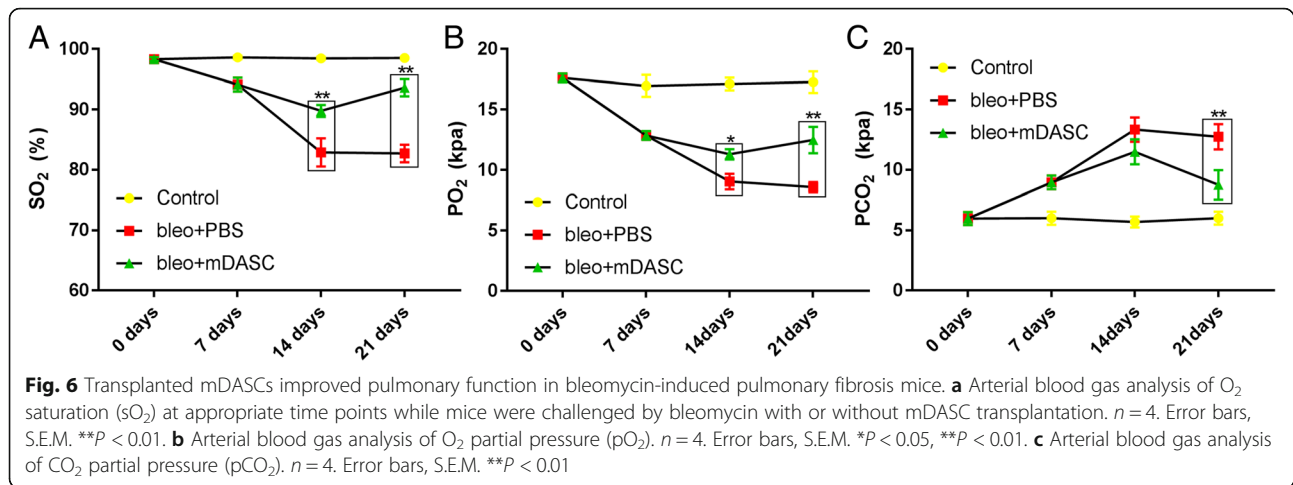 A
B
C
SO₂ (%)
100
90
80
70
60
**
**
Control
bleo+PBS
bleo+mDASC
0 days
7 days
14 days
21 days
PO₂ (kpa)
20
15
10
5
0
*
**
Control
bleo+PBS
bleo+mDASC
0 days
7 days
14days
21days
PCO₂ (kpa)
20
15
10
5
0
**
Control
bleo+PBS
bleo+mDASC
0 days
7 days
14days
21days
Fig. 6 Transplanted mDASCs improved pulmonary function in bleomycin-induced pulmonary fibrosis mice. a Arterial blood gas analysis of O₂
saturation (sO₂) at appropriate time points while mice were challenged by bleomycin with or without mDASC transplantation. n = 4. Error bars,
S.E.M. **P < 0.01. b Arterial blood gas analysis of O₂ partial pressure (pO₂). n = 4. Error bars, S.E.M. *P < 0.05, **P < 0.01. c Arterial blood gas analysis
of CO₂ partial pressure (pCO₂). n = 4. Error bars, S.E.M. **P < 0.01